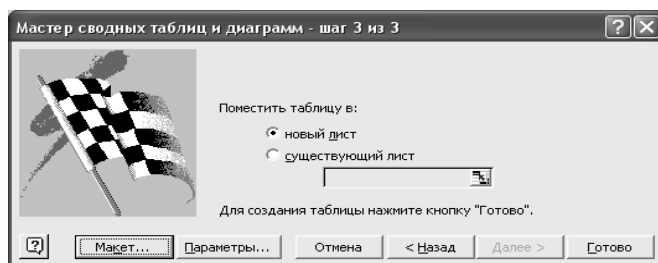 Мастер сводных таблиц и диаграмм - шаг 3 из 3
Поместить таблицу в:
новый лист
существующий лист
Для создания таблицы нажмите кнопку "Готово".
Макет... Параметры... Отмена < Назад Далее > Готово